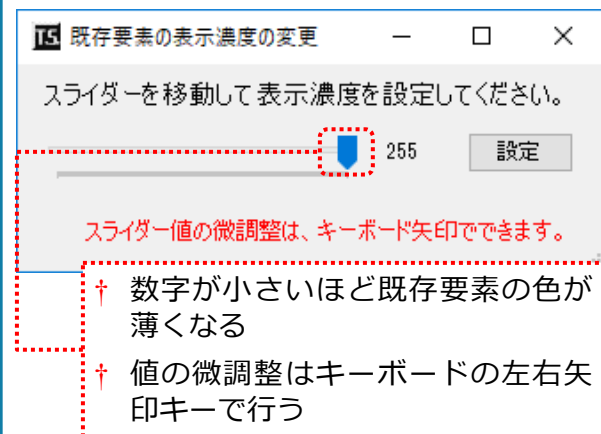 TS 既存要素の表示濃度の変更
スライダーを移動して表示濃度を設定してください。
255 設定
スライダー値の微調整は、キーボード矢印でできます。
† 数字が小さいほど既存要素の色が
薄くなる
† 値の微調整はキーボードの左右矢
印キーで行う